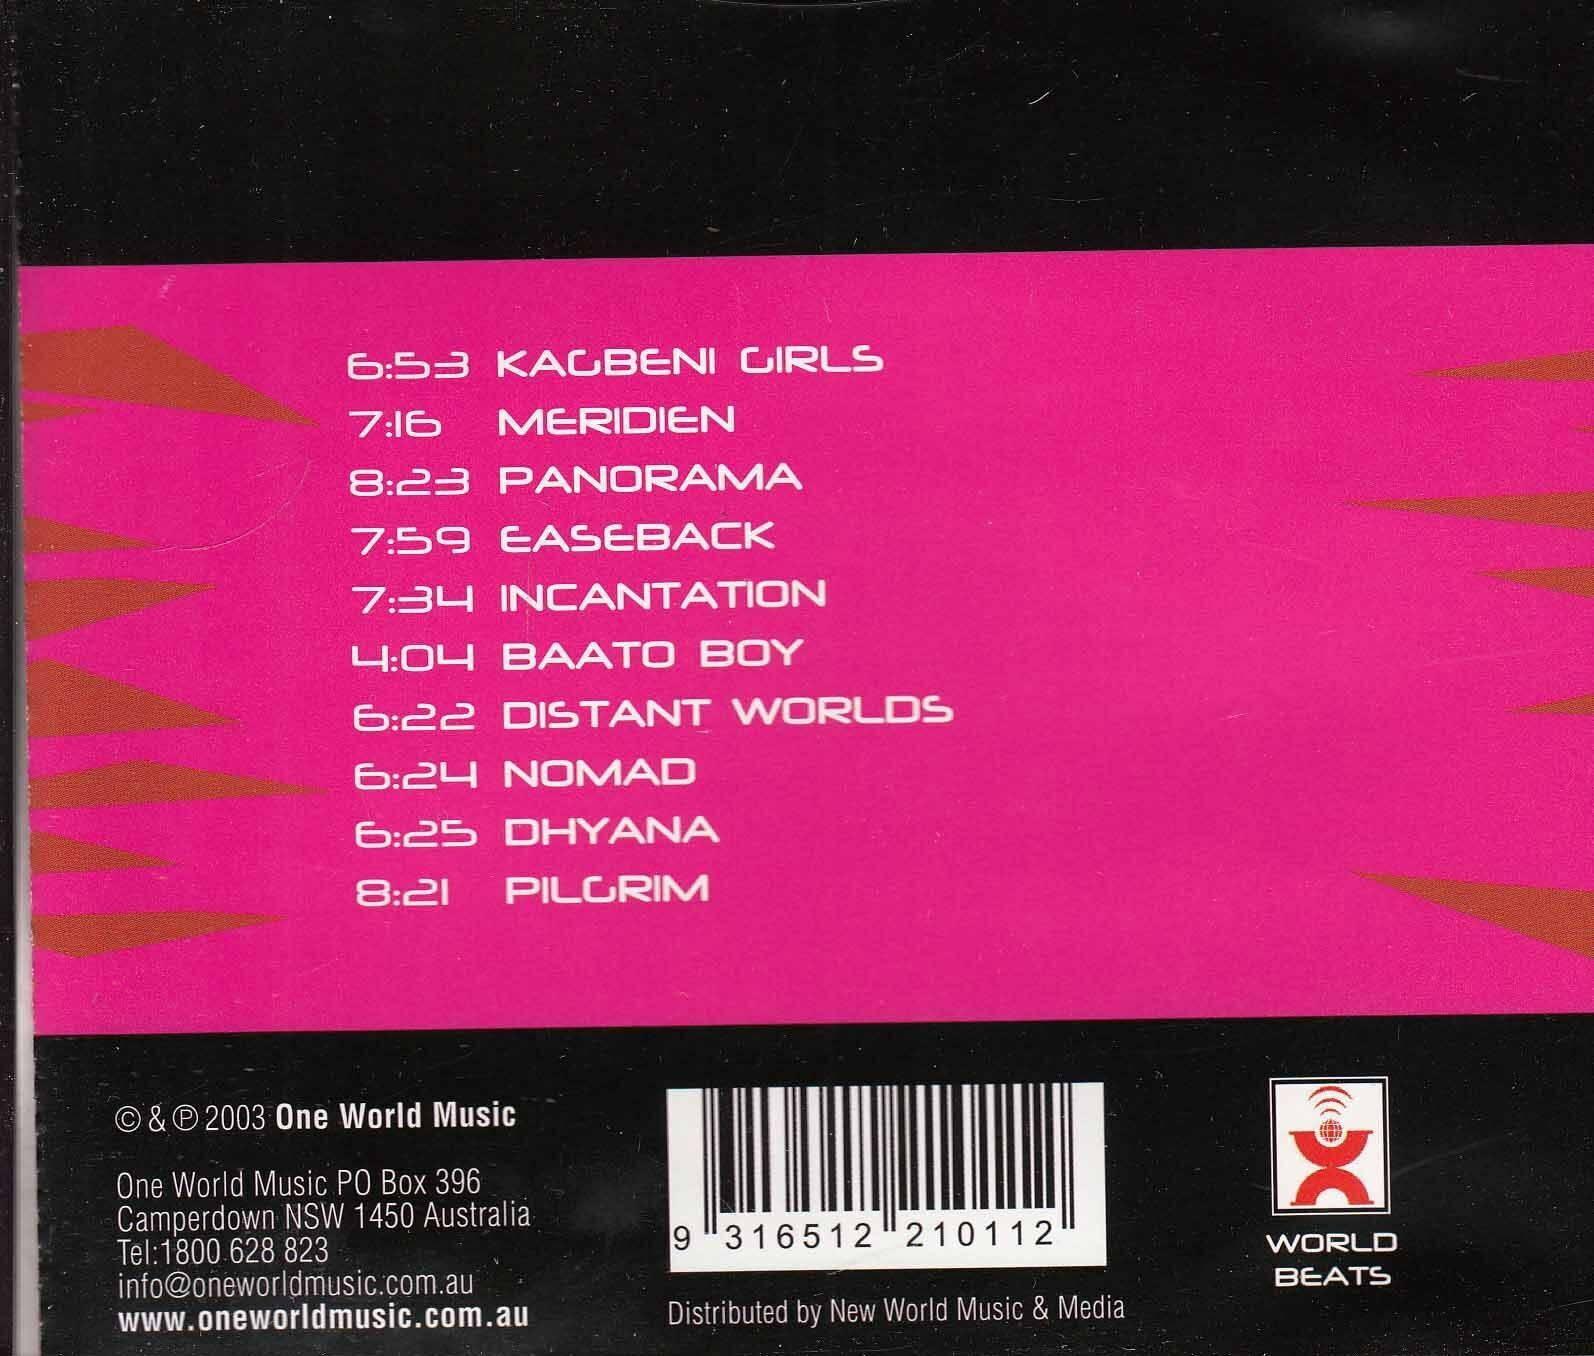 6:53 KAGBENI GIRLS
7:16 MERIDIEN
8:23 PANORAMA
7:59 EASEBACK
7:34 INCANTATION
4:04 BAATO BOY
6:22 DISTANT WORLDS
6:24 NOMAD
6:25 DHYANA
8:21 PILGRIM
© & ℗ 2003 One World Music
One World Music PO Box 396
Camperdown NSW 1450 Australia
Tel:1800 628 823
info@oneworldmusic.com.au
www.oneworldmusic.com.au
9 316512 210112
Distributed by New World Music & Media
WORLD
BEATS